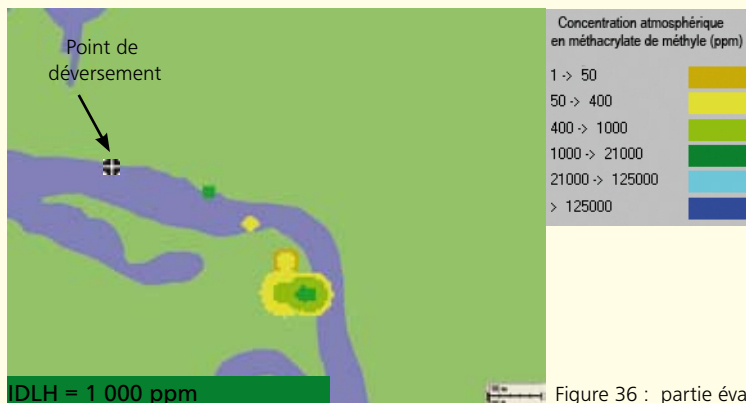 Point de
déversement
Concentration atmosphérique
en méthacrylate de méthyle (ppm)
1 -> 50
50 -> 400
400 -> 1000
1000 -> 21000
21000 -> 125000
> 125000
IDLH = 1 000 ppm
Figure 36 : partie éva